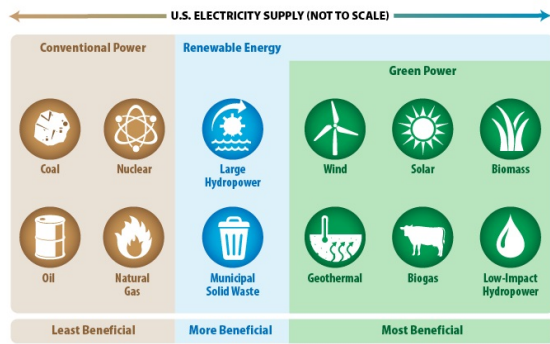 U.S. ELECTRICITY SUPPLY (NOT TO SCALE)
Conventional Power
Renewable Energy
Green Power
Coal
Nuclear
Large
Hydropower
Wind
Solar
Biomass
Oil
Natural
Gas
Municipal
Solid Waste
Geothermal
Biogas
Low-Impact
Hydropower
Least Beneficial
More Beneficial
Most Beneficial